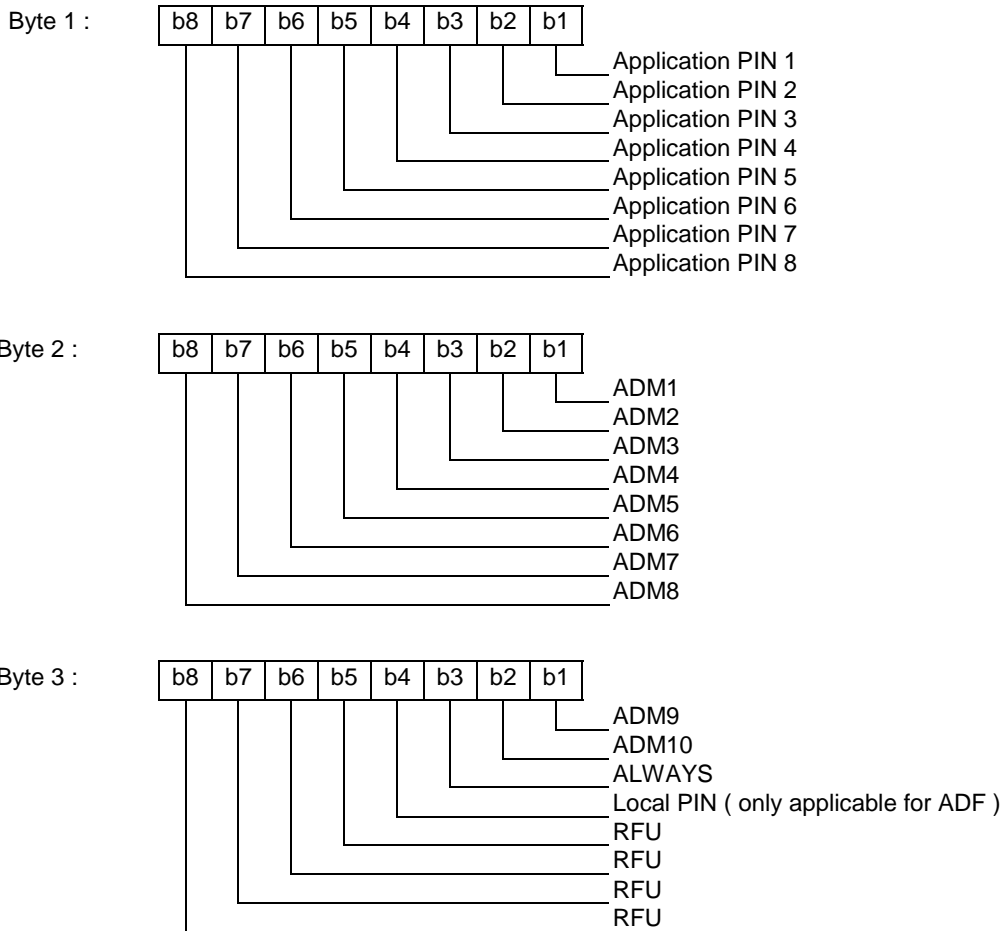 Byte 1 :
b8 b7 b6 b5 b4 b3 b2 b1
Application PIN 1
Application PIN 2
Application PIN 3
Application PIN 4
Application PIN 5
Application PIN 6
Application PIN 7
Application PIN 8
Byte 2 :
b8 b7 b6 b5 b4 b3 b2 b1
ADM1
ADM2
ADM3
ADM4
ADM5
ADM6
ADM7
ADM8
Byte 3 :
b8 b7 b6 b5 b4 b3 b2 b1
ADM9
ADM10
ALWAYS
Local PIN ( only applicable for ADF )
RFU
RFU
RFU
RFU